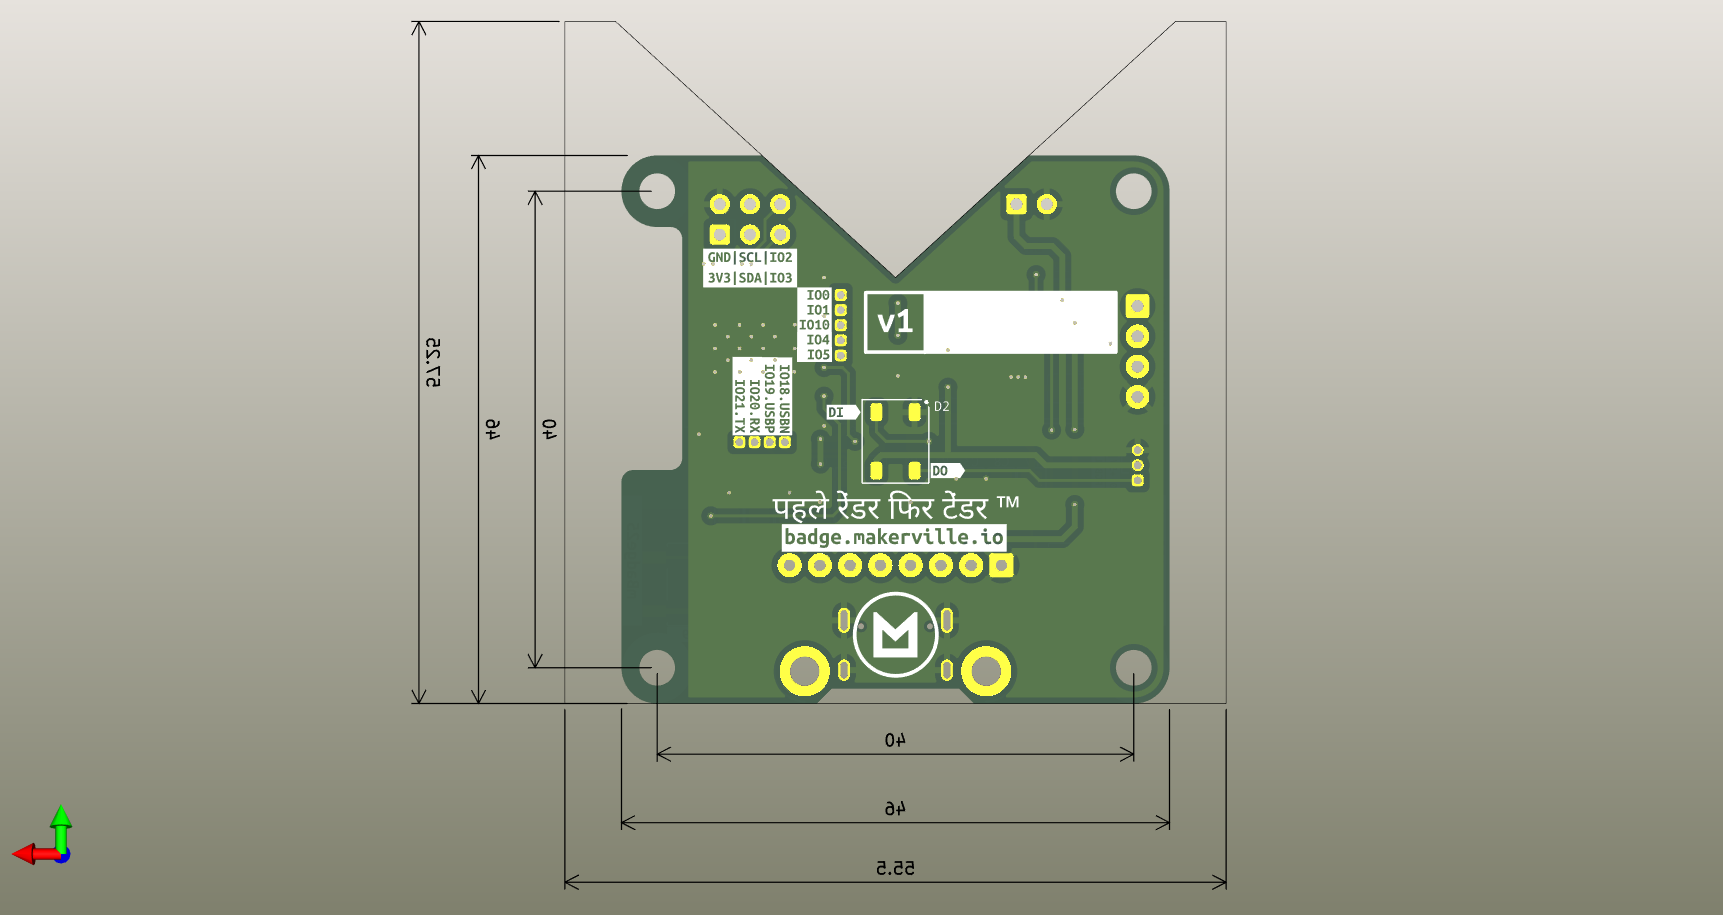 GND|SCL|IO2
3V3|SDA|IO3
IO0
IO1
IO10
IO4
IO5
v1
IO21.TX
IO20.RX
IO19.USBP
IO18.USBN
DI
D2
DO
पहले रेंडर फिर टेंडर ™
badge.makerville.io
57.25
46
40
40
46
55.5